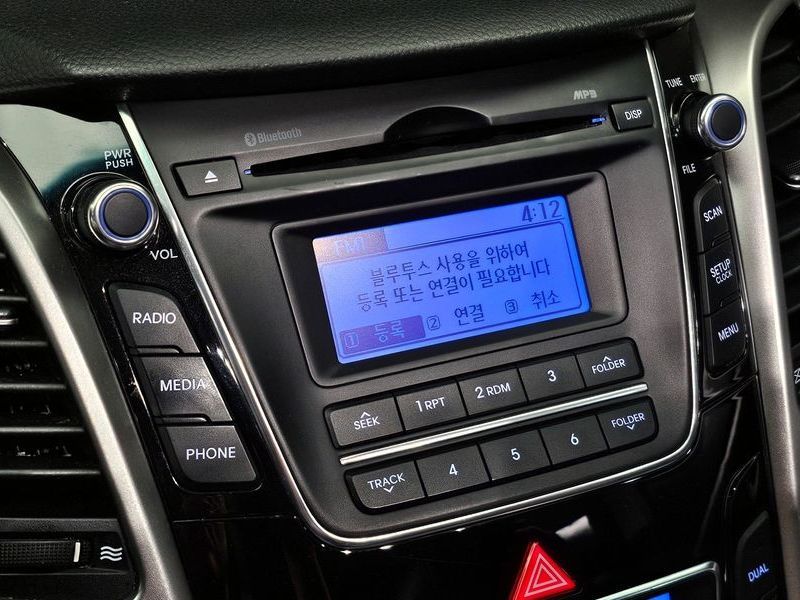 Bluetooth
MP3
DISP
TUNE
ENTER
PWR
PUSH
VOL
FILE
FM1
4:12
블루투스 사용을 위하여
등록 또는 연결이 필요합니다
1 등록 2 연결 3 취소
RADIO
MEDIA
PHONE
SCAN
SETUP
CLOCK
MENU
SEEK
1 RPT
2 RDM
3
FOLDER
TRACK
4
5
6
FOLDER
DUAL